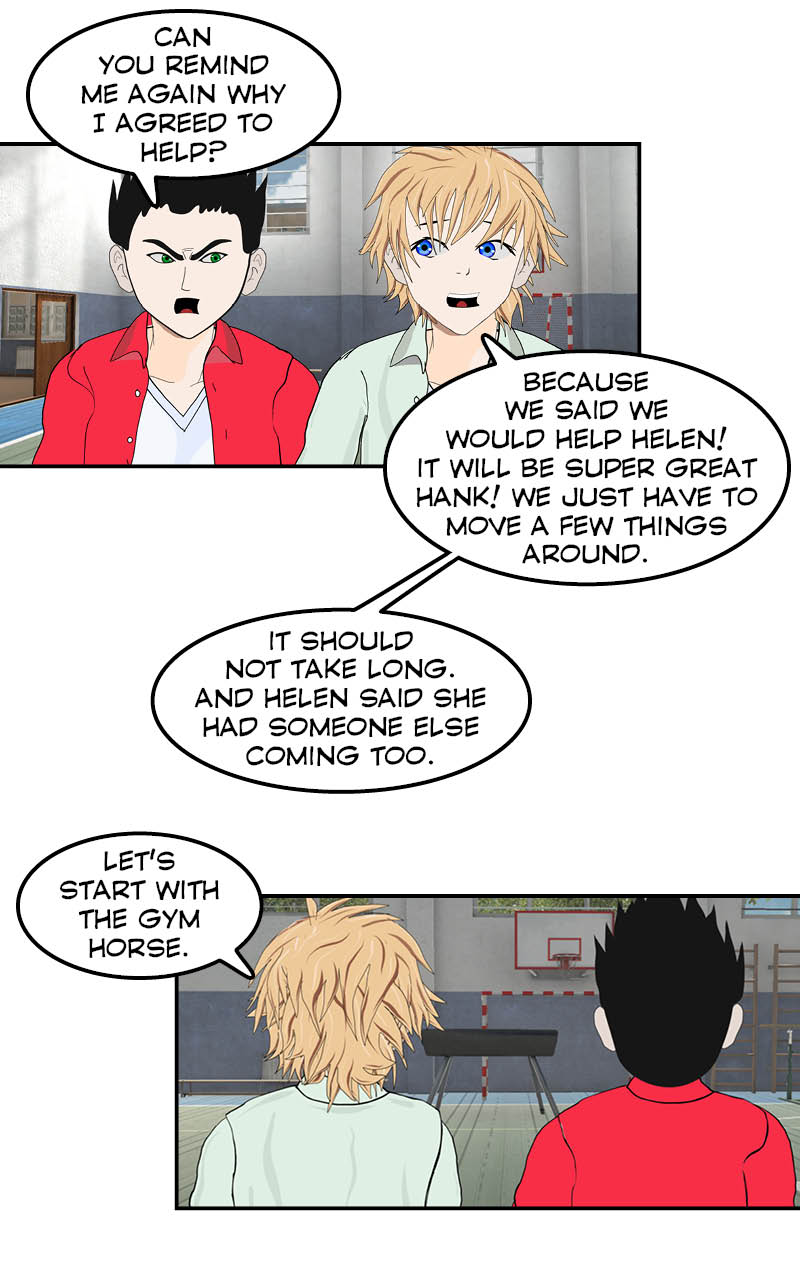 CAN
YOU REMIND
ME AGAIN WHY
I AGREED TO
HELP?
BECAUSE
WE SAID WE
WOULD HELP HELEN!
IT WILL BE SUPER GREAT
HANK! WE JUST HAVE TO
MOVE A FEW THINGS
AROUND.
IT SHOULD
NOT TAKE LONG.
AND HELEN SAID SHE
HAD SOMEONE ELSE
COMING TOO.
LET'S
START WITH
THE GYM
HORSE.